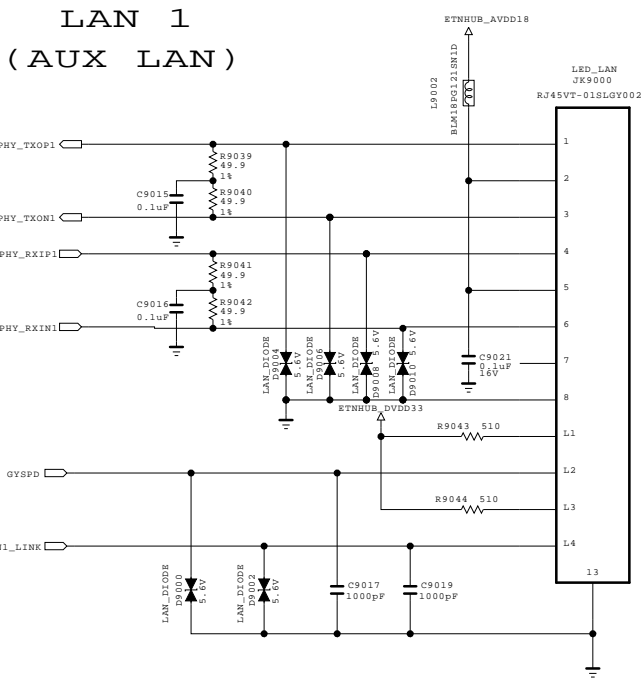 LAN 1
(AUX LAN)
ETNHUB_AVDD18
L9002
BLM18PG121SN1D
LED_LAN
JK9000
RJ45VT-01SLGY002
PHY_TXOP1
R9039
49.9
1%
C9015
0.1uF
R9040
49.9
1%
PHY_TXON1
PHY_RXIP1
R9041
49.9
1%
C9016
0.1uF
R9042
49.9
1%
PHY_RXIN1
1
2
3
4
5
6
7
8
L1
L2
L3
L4
13
LAN_DIODE
D9004
5.6V
LAN_DIODE
D9006
5.6V
LAN_DIODE
D9008
5.6V
LAN_DIODE
D9010
5.6V
C9021
0.1uF
16V
ETNHUB_DVDD33
R9043 510
GYSPD
R9044 510
N1_LINK
LAN_DIODE
D9000
5.6V
LAN_DIODE
D9002
5.6V
C9017
1000pF
C9019
1000pF